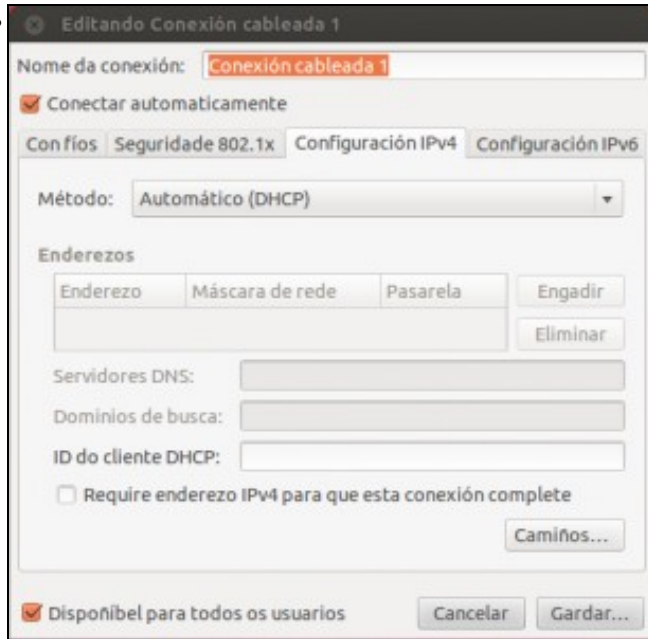 Editando Conexión cableada 1
Nome da conexión: Conexión cableada 1
Conectar automaticamente
Con fíos Seguridade 802.1x Configuración IPv4 Configuración IPv6
Método: Automático (DHCP)
Enderezos
Enderezo Máscara de rede Pasarela Engadir
Eliminar
Servidores DNS:
Dominios de busca:
ID do cliente DHCP:
Require enderezo IPv4 para que esta conexión complete
Camiños...
Dispoñíbel para todos os usuarios Cancelar Gardar...